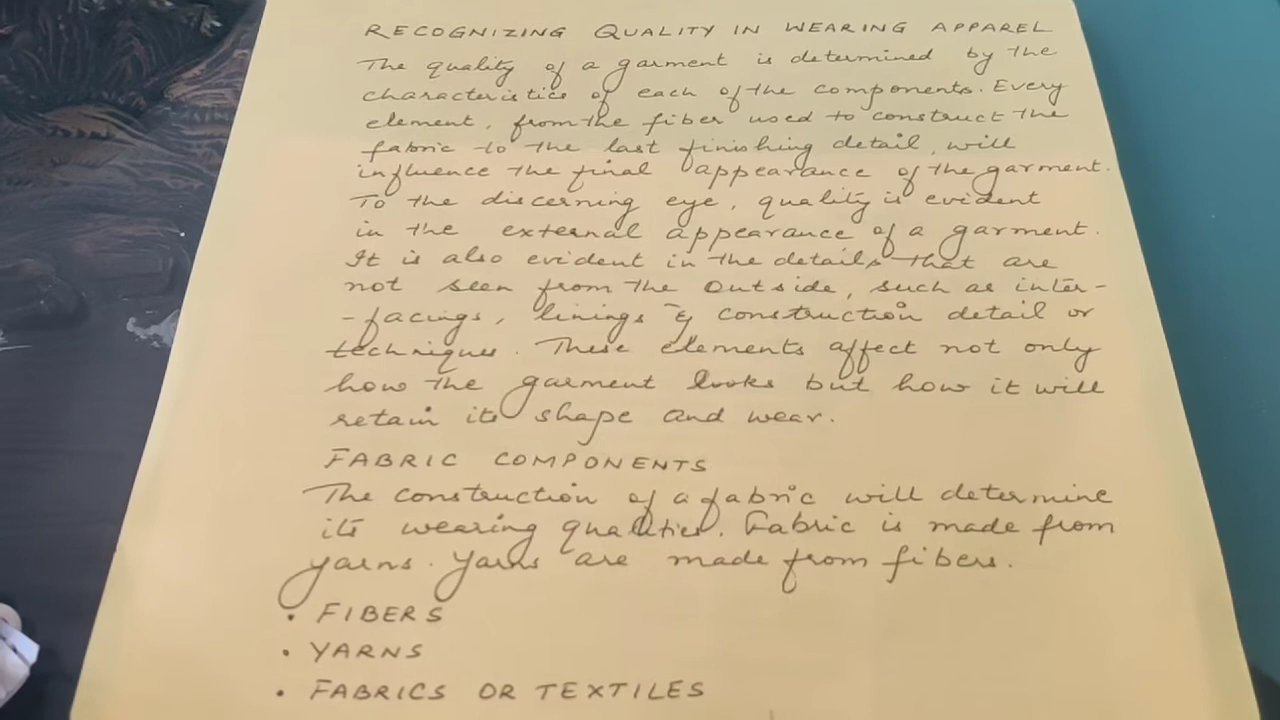 RECOGNIZING QUALITY IN WEARING APPAREL
The quality of a garment is determined by the
characteristics of each of the components. Every
element, from the fiber used to construct the
fabric to the last finishing detail, will
influence the final appearance of the garment.
To the discerning eye, quality is evident
in the external appearance of a garment.
It is also evident in the details that are
not seen from the outside, such as inter-
-facings, linings & construction detail or
techniques. These elements affect not only
how the garment looks but how it will
retain its shape and wear.
FABRIC COMPONENTS
The construction of a fabric will determine
its wearing qualities. Fabric is made from
yarns. Yarns are made from fibers.
• FIBERS
• YARNS
• FABRICS OR TEXTILES